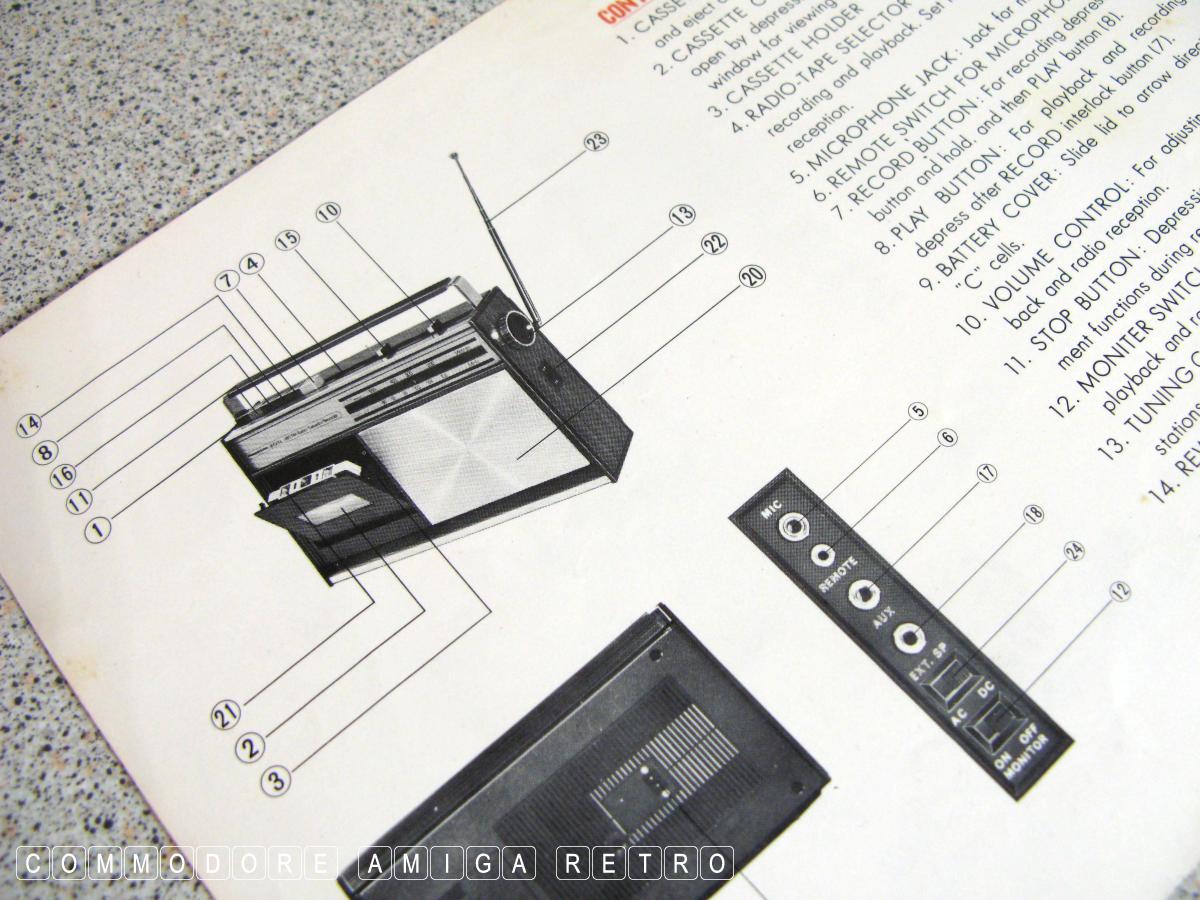 1. CASSE
and eject c
2. CASSETTE C
open by depress
window for viewing
3. CASSETTE HOLDER
4. RADIO-TAPE SELECTOR
recording and playback. Set
reception.
5. MICROPHONE JACK: Jack for
6. REMOTE SWITCH FOR MICROPHO
7. RECORD BUTTON: For recording depres
button and hold, and then PLAY button (8).
8. PLAY BUTTON: For playback and recording
depress after RECORD interlock button (7).
9. BATTERY COVER: Slide lid to arrow direc
"C" cells.
10. VOLUME CONTROL: For adjusting
back and radio reception.
11. STOP BUTTON: Depress
ment functions during re
12. MONITER SWITC
playback and ra
13. TUNING C
station
14. REW
23
10
15
4
7
13
22
20
14
8
16
11
1
21
2
3
5
6
17
18
24
12
MIC
REMOTE
AUX
EXT. SP
AC DC
ON OFF
MONITOR
COMMODORE AMIGA RETRO